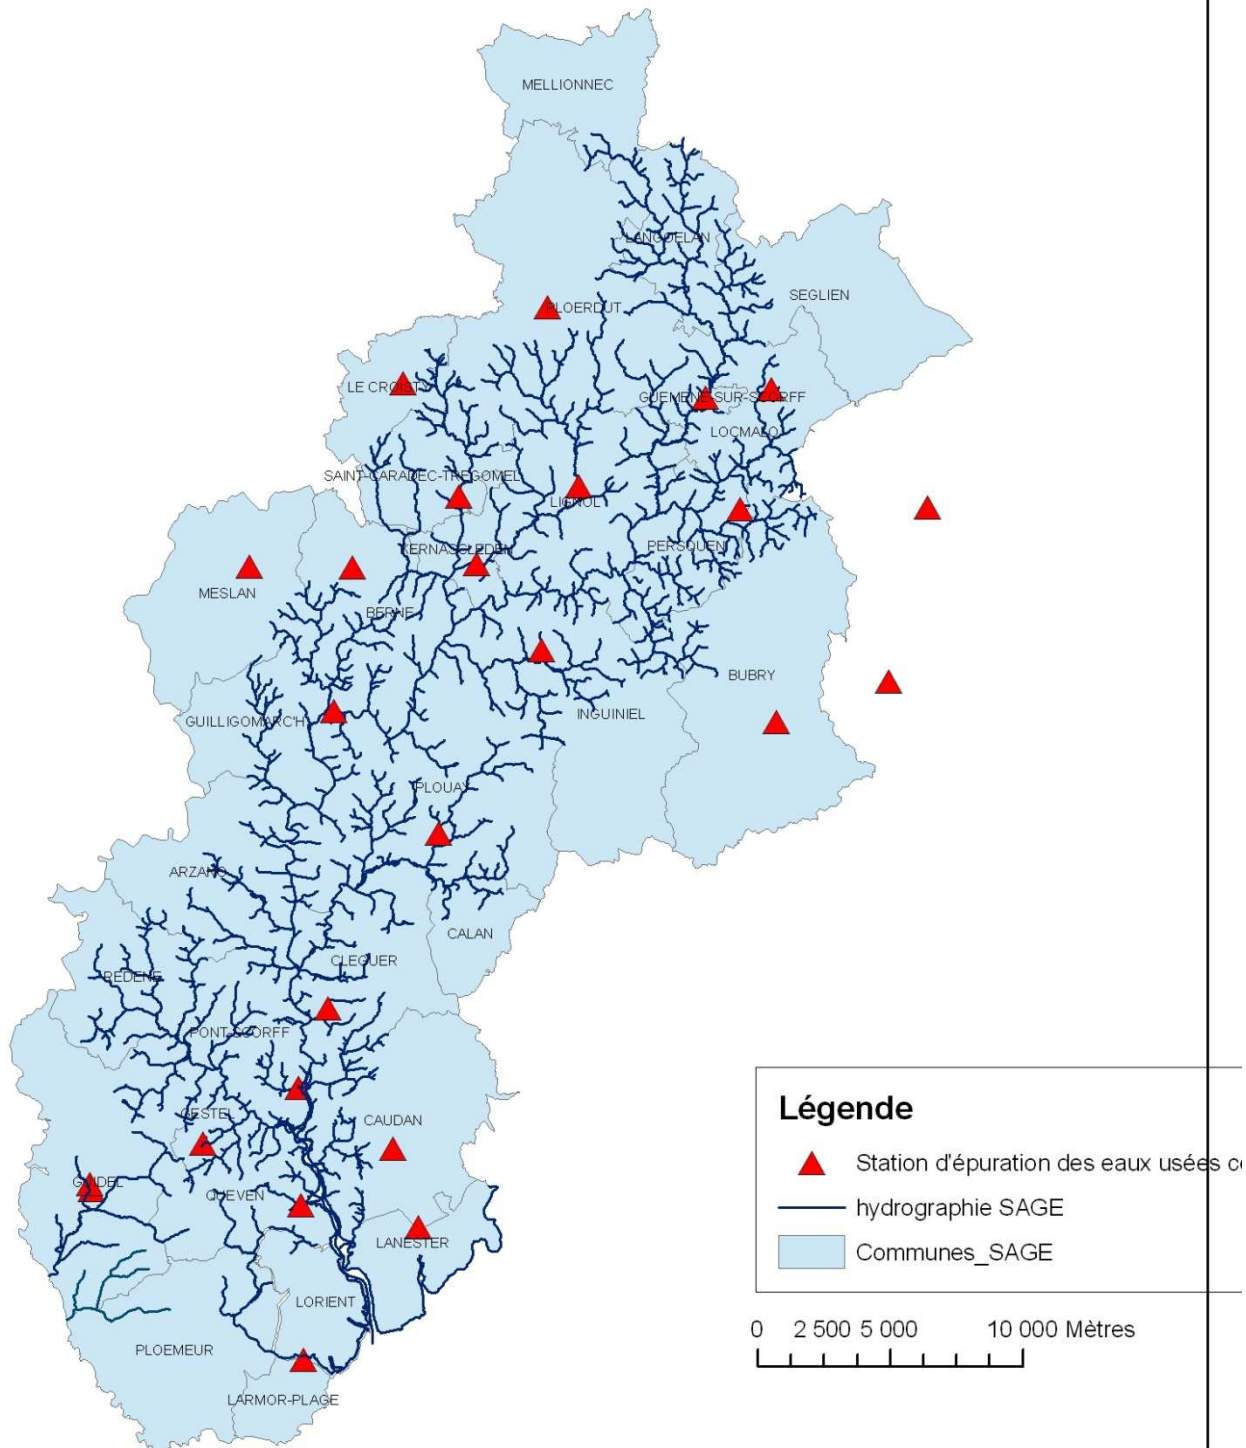 MELLIONNEC
LANGOELAN
SEGLIEN
PLOERDUT
LE CROISTY
GUEMENE-SUR-SCORFF
LOCMALO
SAINT-CARADEC-TREGOMEL
LIGNOL
KERNASCLEDEN
PERSQUEN
MESLAN
BERNE
BUBRY
INGUINIEL
GUILLIGOMARC'H
PLOUAY
ARZANO
CALAN
CLEGUER
REDENE
PONT-SCORFF
GESTEL
CAUDAN
GUIDEL
QUEVEN
LANESTER
LORIENT
PLOEMEUR
LARMOR-PLAGE
Légende
Station d'épuration des eaux usées c
hydrographie SAGE
Communes_SAGE
0 2 500 5 000 10 000 Mètres